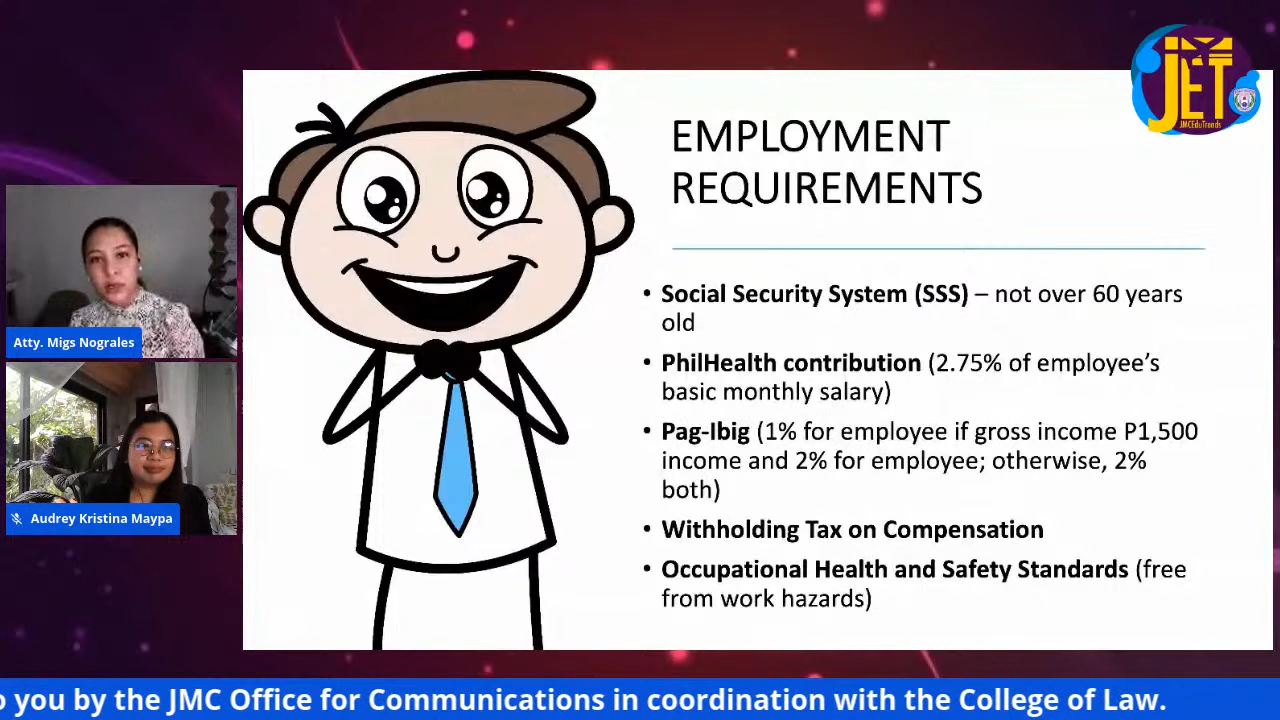 JMET
JMCEduTrends
EMPLOYMENT
REQUIREMENTS
• Social Security System (SSS) – not over 60 years
old
• PhilHealth contribution (2.75% of employee’s
basic monthly salary)
• Pag-Ibig (1% for employee if gross income P1,500
income and 2% for employee; otherwise, 2%
both)
• Withholding Tax on Compensation
• Occupational Health and Safety Standards (free
from work hazards)
Atty. Migs Nograles
Audrey Kristina Maypa
o you by the JMC Office for Communications in coordination with the College of Law.